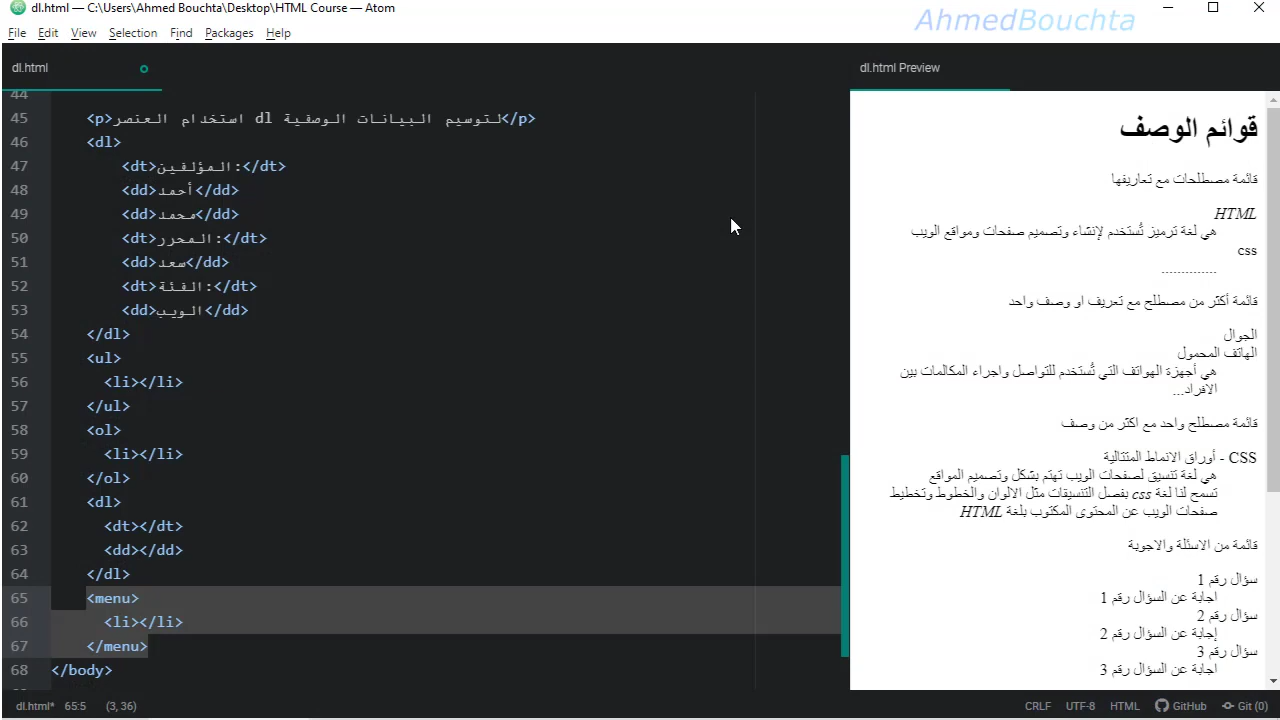 dl.html — C:\Users\Ahmed Bouchta\Desktop\HTML Course — Atom
AhmedBouchta
File Edit View Selection Find Packages Help
dl.html
dl.html Preview
44
45 <p>استخدام العنصر dl لتوسيم البيانات الوصفية</p>
46 <dl>
47 <dt>المؤلفين:</dt>
48 <dd>أحمد</dd>
49 <dd>محمد</dd>
50 <dt>المحرر:</dt>
51 <dd>سعد</dd>
52 <dt>الفئة:</dt>
53 <dd>الويب</dd>
54 </dl>
55 <ul>
56 <li></li>
57 </ul>
58 <ol>
59 <li></li>
60 </ol>
61 <dl>
62 <dt></dt>
63 <dd></dd>
64 </dl>
65 <menu>
66 <li></li>
67 </menu>
68 </body>
قوائم الوصف
قائمة مصطلحات مع تعاريفها
HTML
هي لغة ترميز تُستخدم لإنشاء وتصميم صفحات ومواقع الويب
css
..............
قائمة أكثر من مصطلح مع تعريف او وصف واحد
الجوال
الهاتف المحمول
هي أجهزة الهواتف التي تُستخدم للتواصل واجراء المكالمات بين
الافراد...
قائمة مصطلح واحد مع اكثر من وصف
CSS - أوراق الانماط المتتالية
هي لغة تنسيق لصفحات الويب تهتم بشكل وتصميم المواقع
تسمح لنا لغة css بفصل التنسيقات مثل الالوان والخطوط وتخطيط
صفحات الويب عن المحتوى المكتوب بلغة HTML
قائمة من الاسئلة والاجوبة
سؤال رقم 1
اجابة عن السؤال رقم 1
سؤال رقم 2
إجابة عن السؤال رقم 2
سؤال رقم 3
اجابة عن السؤال رقم 3
dl.html* 65:5 (3, 36)
CRLF UTF-8 HTML GitHub Git (0)